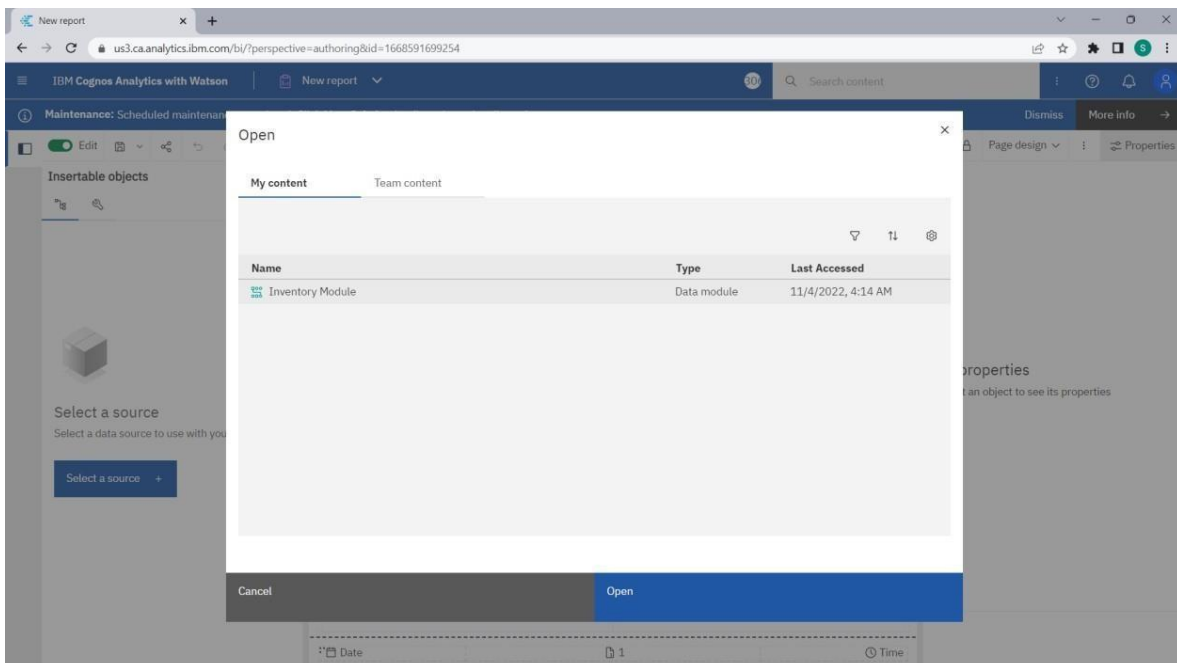 New report
us3.ca.analytics.ibm.com/bi/?perspective=authoring&id=1668591699254
S
IBM Cognos Analytics with Watson
New report
Search content
Maintenance: Scheduled maintenan
Dismiss
More info
Edit
Page design
Properties
Insertable objects
Open
My content
Team content
Name Type Last Accessed
Inventory Module Data module 11/4/2022, 4:14 AM
Select a source
Select a data source to use with you
Select a source +
properties
t an object to see its properties
Cancel
Open
Date
1
Time